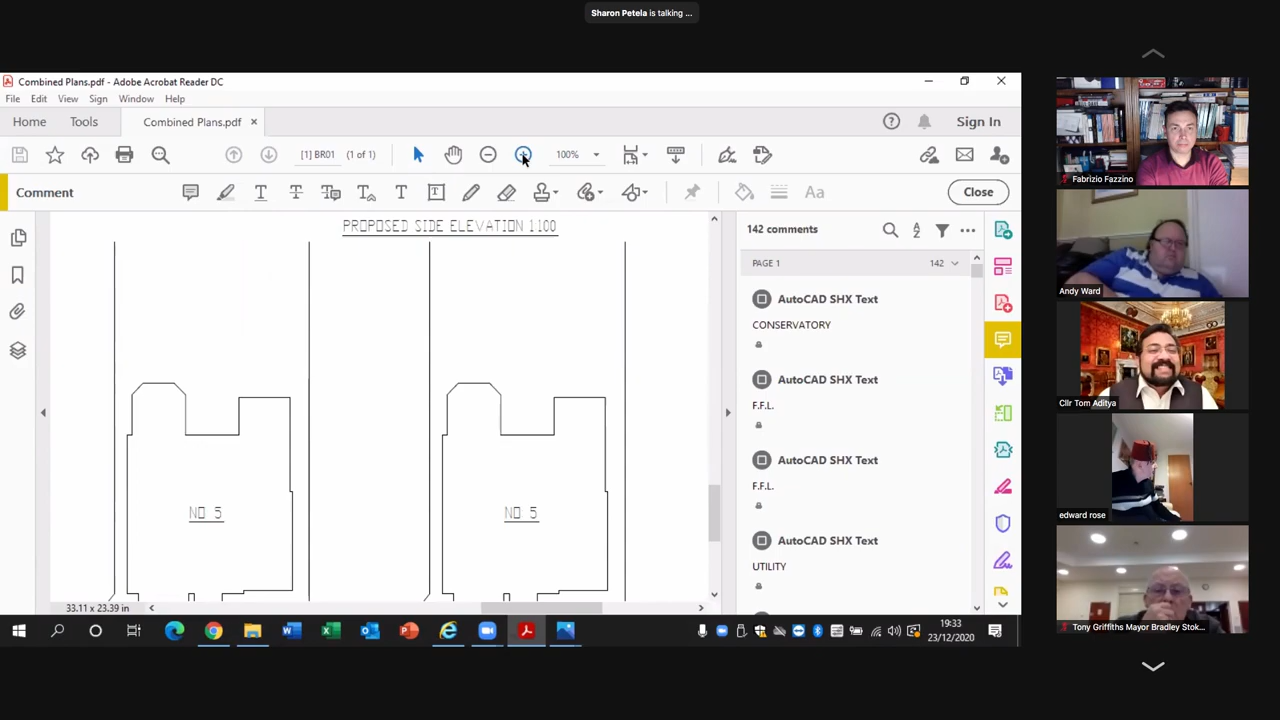 Sharon Petela is talking ...
Combined Plans.pdf - Adobe Acrobat Reader DC
File Edit View Sign Window Help
Home Tools Combined Plans.pdf × Sign In
[1] BR01 (1 of 1) 100%
Comment Aa Close
PROPOSED SIDE ELEVATION 1:100
NO 5
NO 5
33.11 x 23.39 in
142 comments
PAGE 1 142
AutoCAD SHX Text
CONSERVATORY
AutoCAD SHX Text
F.F.L.
AutoCAD SHX Text
F.F.L.
AutoCAD SHX Text
UTILITY
19:33
23/12/2020
Fabrizio Fazzino
Andy Ward
Cllr Tom Aditya
edward rose
Tony Griffiths Mayor Bradley Stok...